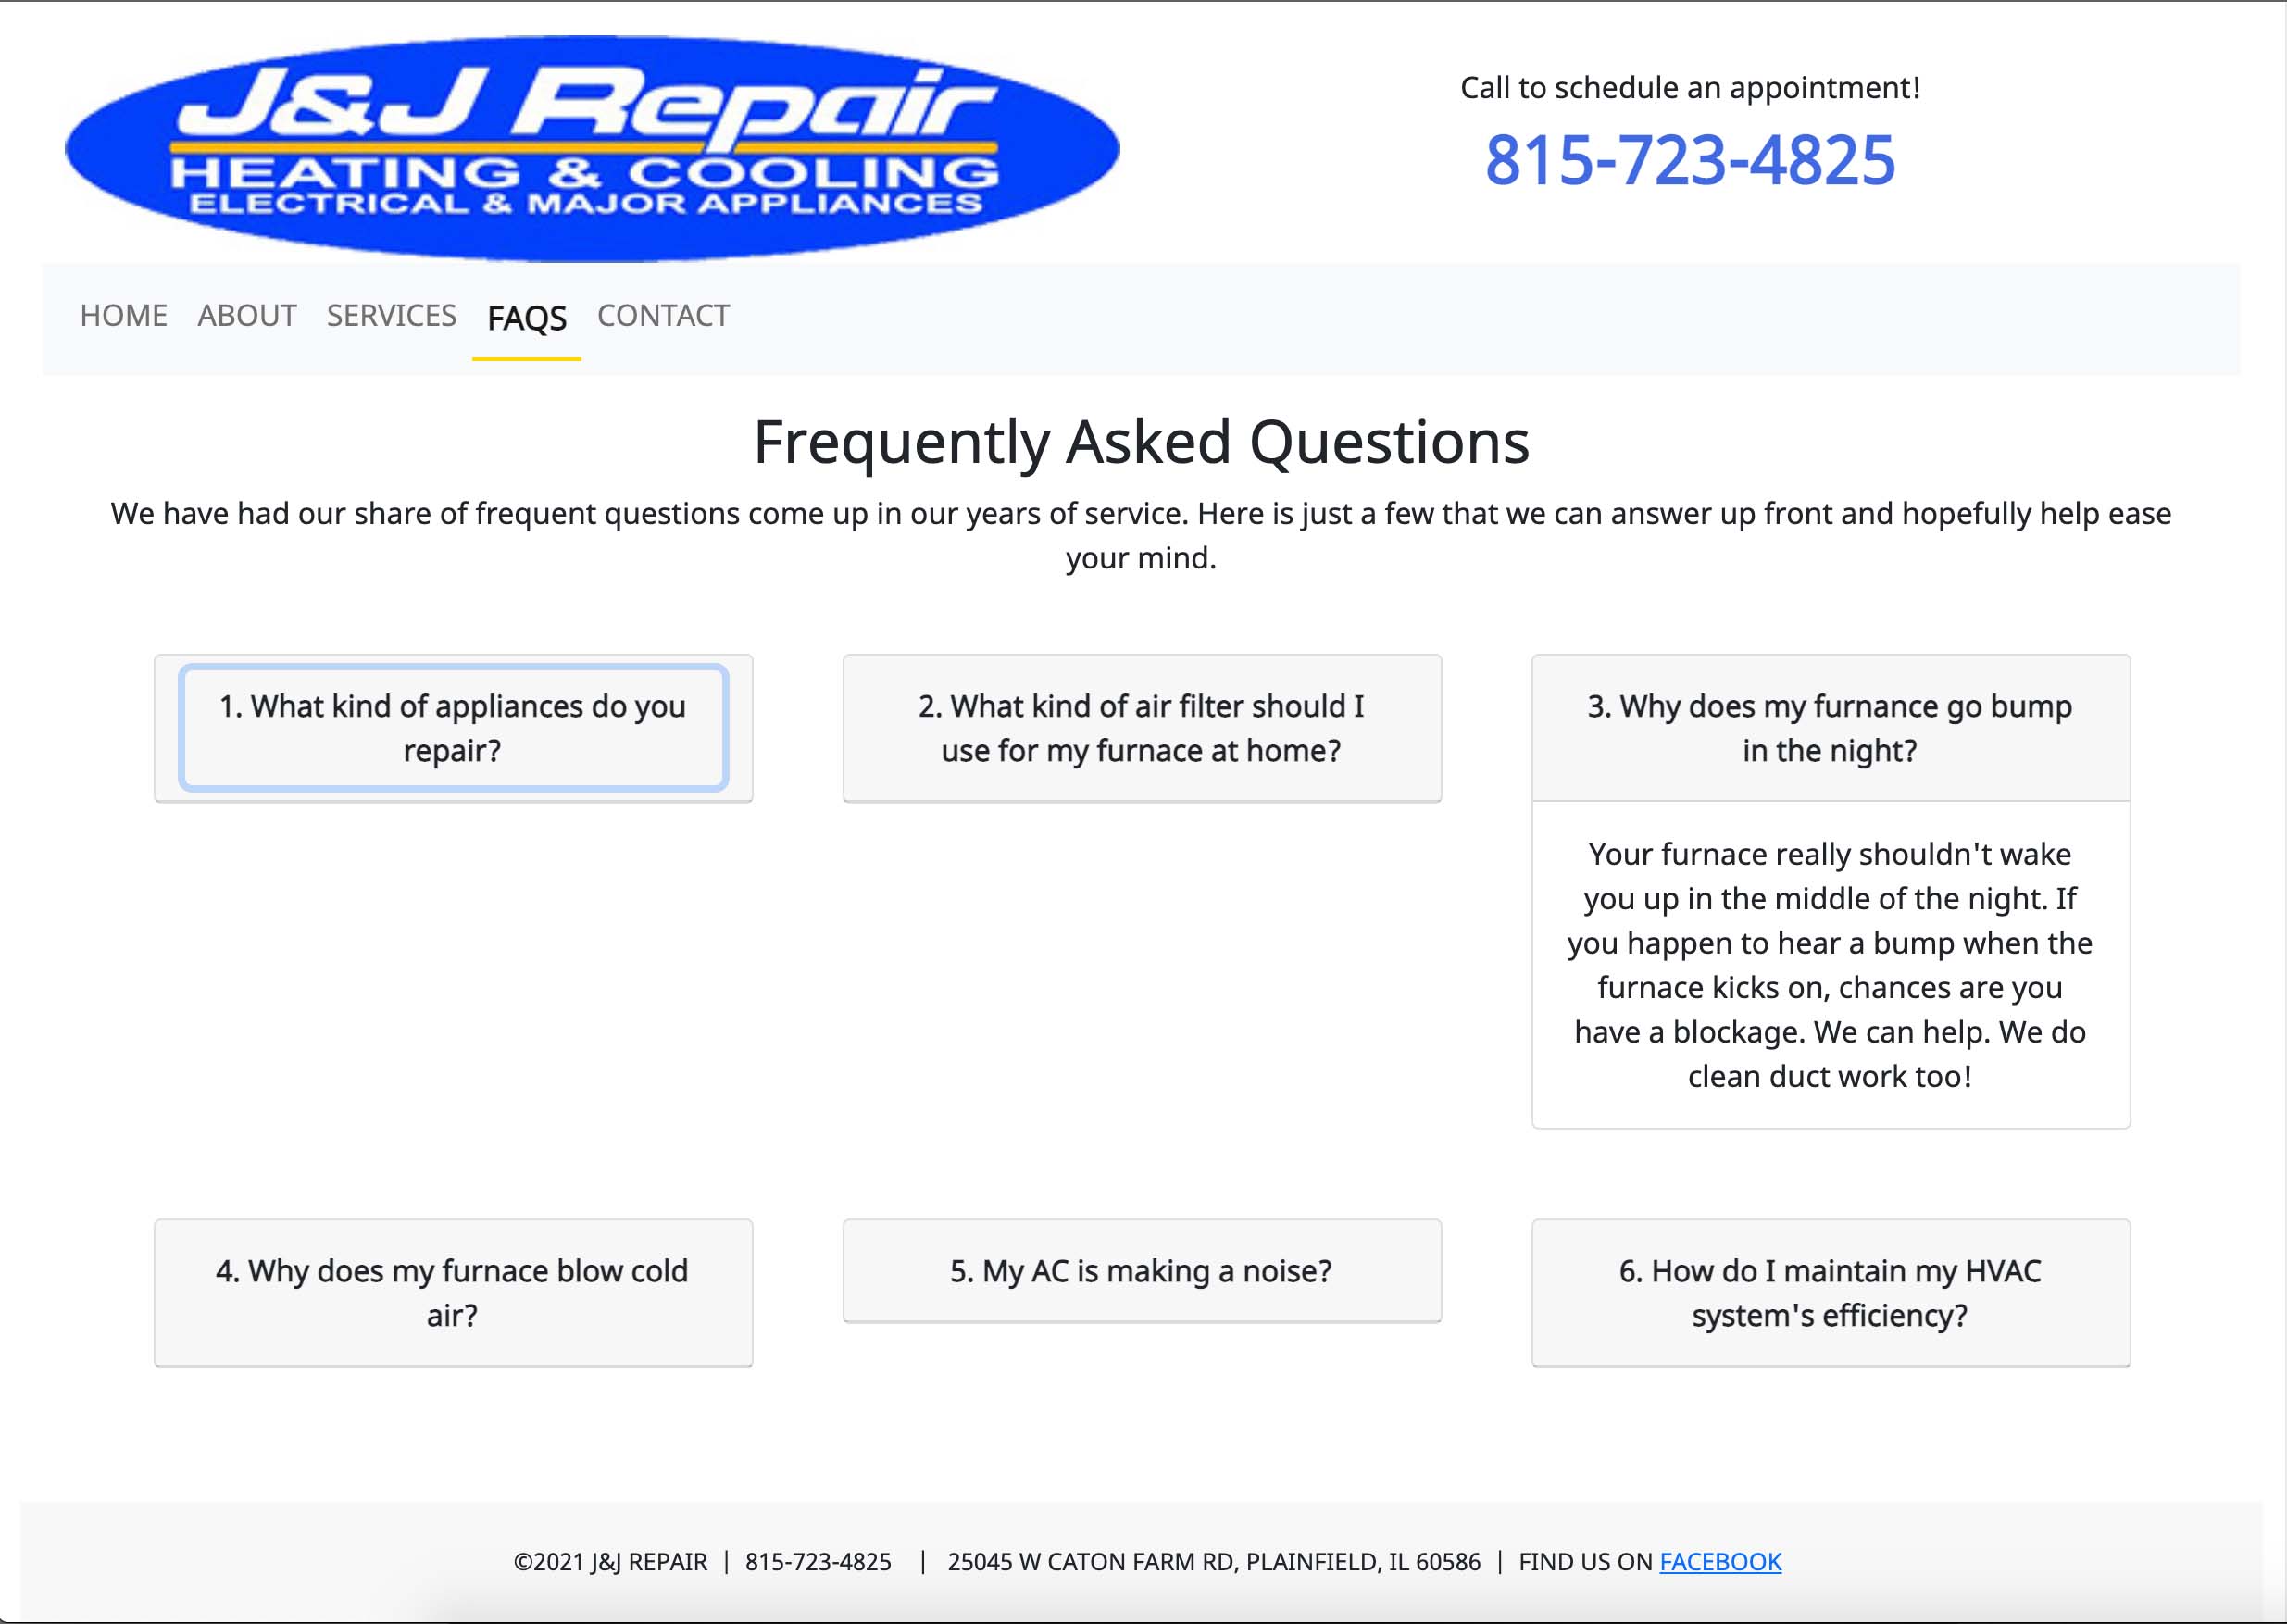 J&J Repair
HEATING & COOLING
ELECTRICAL & MAJOR APPLIANCES
Call to schedule an appointment!
815-723-4825
HOME ABOUT SERVICES FAQS CONTACT
Frequently Asked Questions
We have had our share of frequent questions come up in our years of service. Here is just a few that we can answer up front and hopefully help ease
your mind.
1. What kind of appliances do you
repair?
2. What kind of air filter should I
use for my furnace at home?
3. Why does my furnance go bump
in the night?
Your furnace really shouldn't wake
you up in the middle of the night. If
you happen to hear a bump when the
furnace kicks on, chances are you
have a blockage. We can help. We do
clean duct work too!
4. Why does my furnace blow cold
air?
5. My AC is making a noise?
6. How do I maintain my HVAC
system's efficiency?
©2021 J&J REPAIR | 815-723-4825 | 25045 W CATON FARM RD, PLAINFIELD, IL 60586 | FIND US ON FACEBOOK